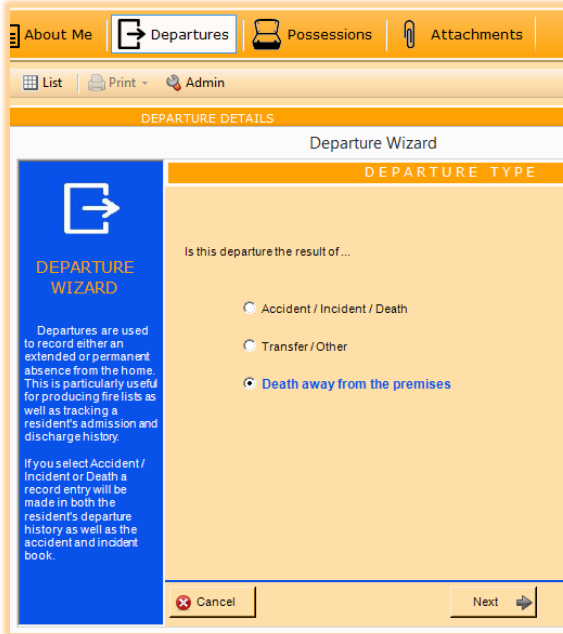 About Me Departures Possessions Attachments
List Print Admin
DEPARTURE DETAILS
Departure Wizard
DEPARTURE TYPE
DEPARTURE
WIZARD
Departures are used
to record either an
extended or permanent
absence from the home.
This is particularly useful
for producing fire lists as
well as tracking a
resident's admission and
discharge history.
If you select Accident /
Incident or Death a
record entry will be
made in both the
resident's departure
history as well as the
accident and incident
book.
Is this departure the result of ...
Accident / Incident / Death
Transfer / Other
Death away from the premises
Cancel Next